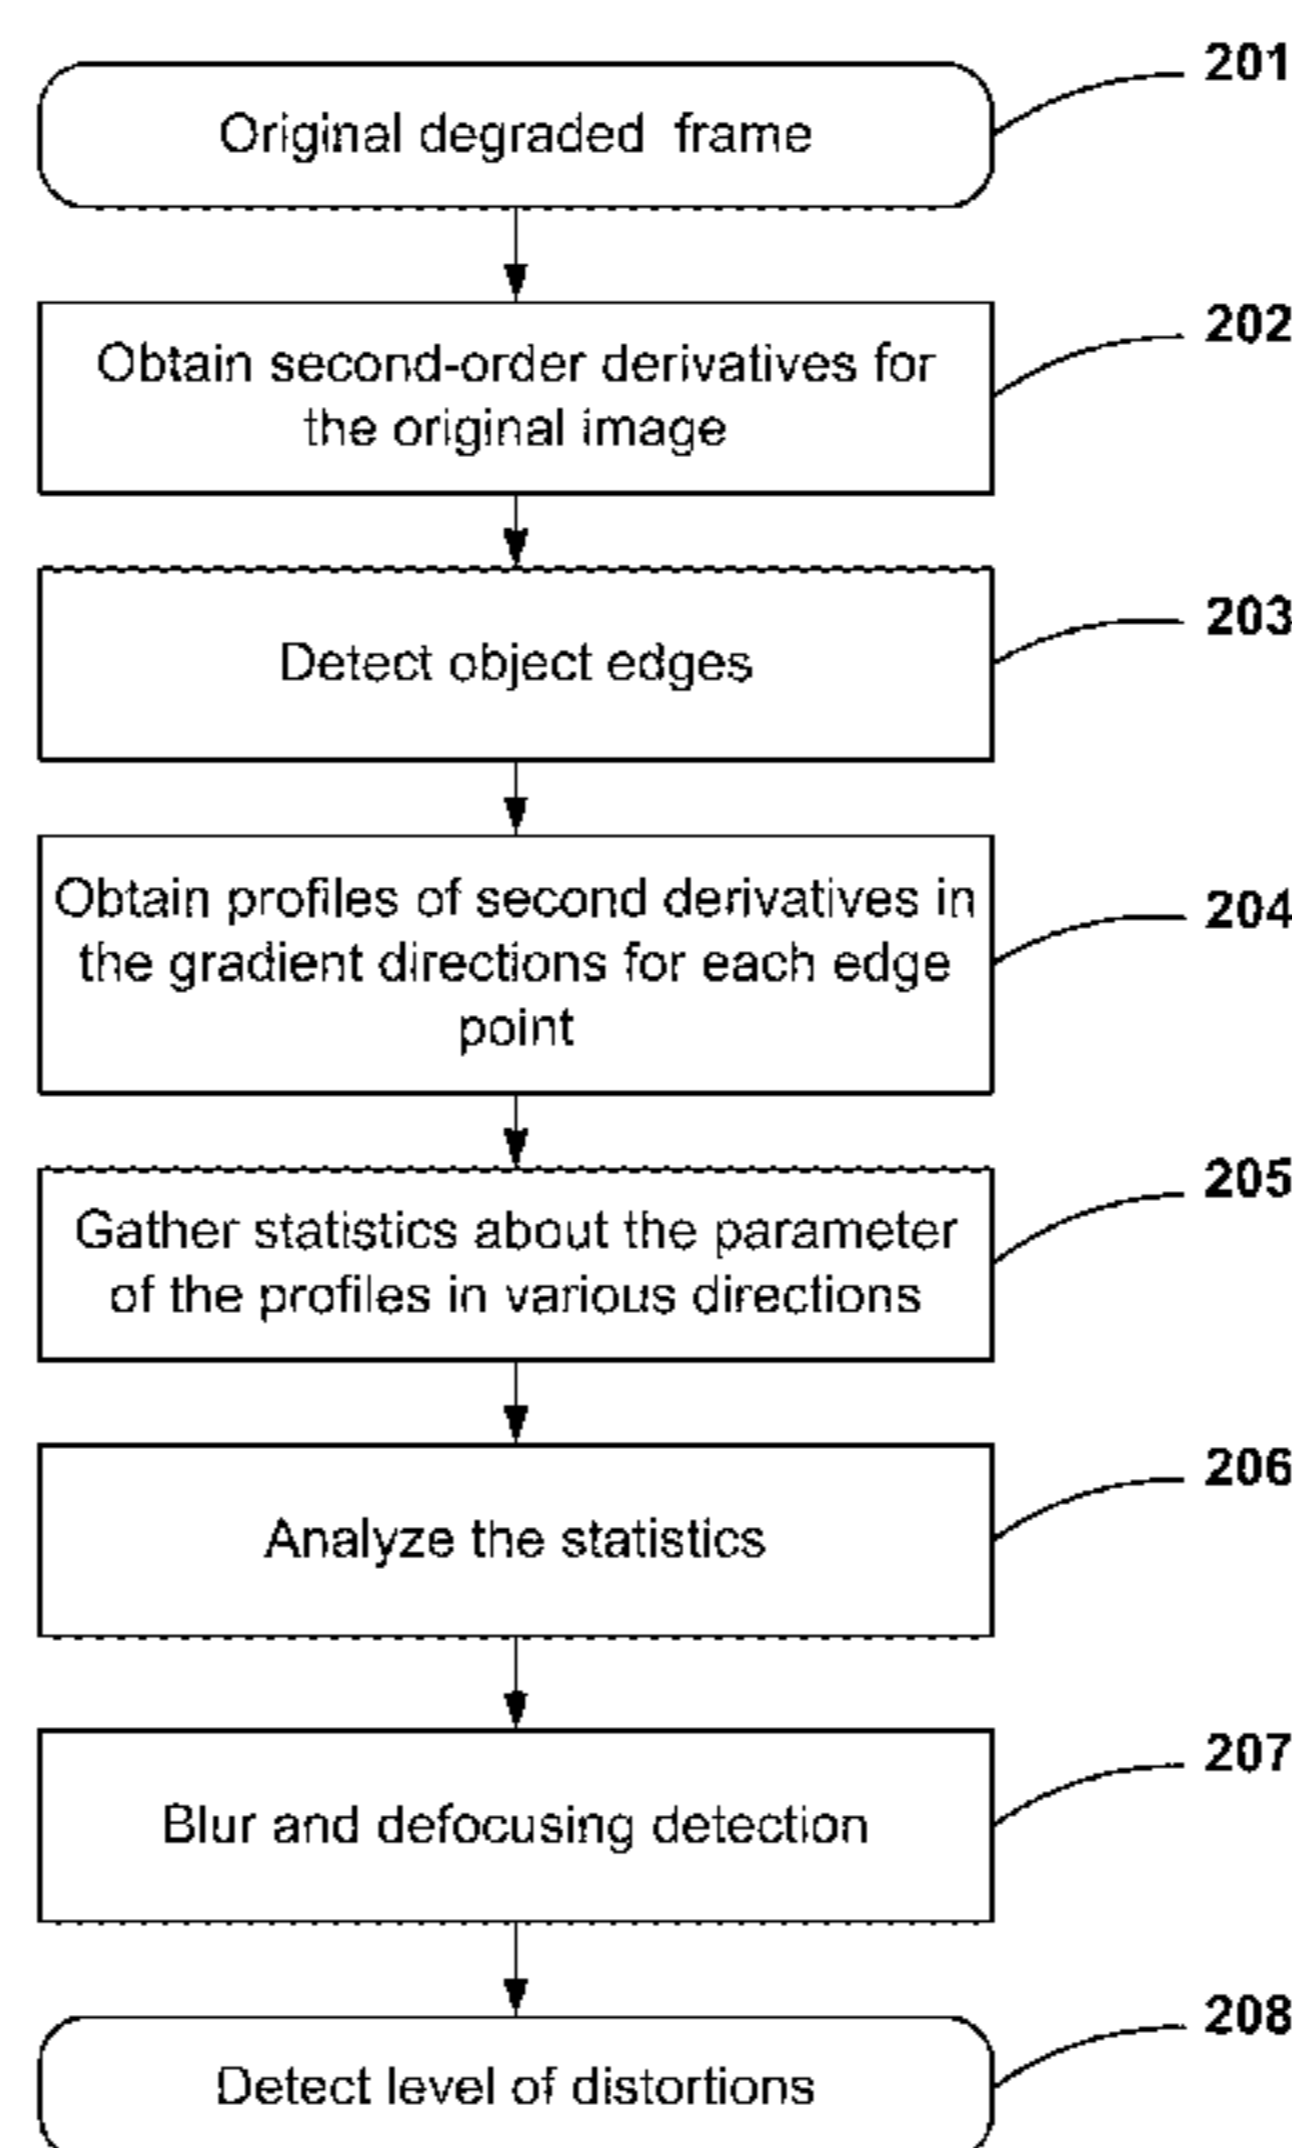 201
Original degraded frame
202
Obtain second-order derivatives for
the original image
203
Detect object edges
204
Obtain profiles of second derivatives in
the gradient directions for each edge
point
205
Gather statistics about the parameter
of the profiles in various directions
206
Analyze the statistics
207
Blur and defocusing detection
208
Detect level of distortions